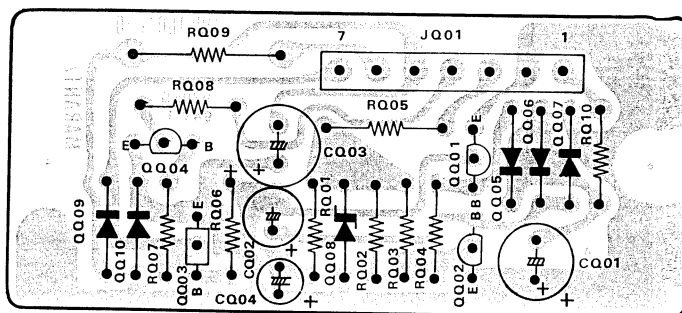 RQ09
7
JQ01
1
RQ08
RQ05
E
B
QQ04
CQ03
+
+
E
QQ01
B
QQ05
QQ06
QQ07
RQ10
QQ09
QQ10
RQ07
QQ03
E
B
RQ06
CQ02
+
CQ04
+
RQ01
QQ08
RQ02
RQ03
RQ04
B
QQ02
E
CQ01
+
+